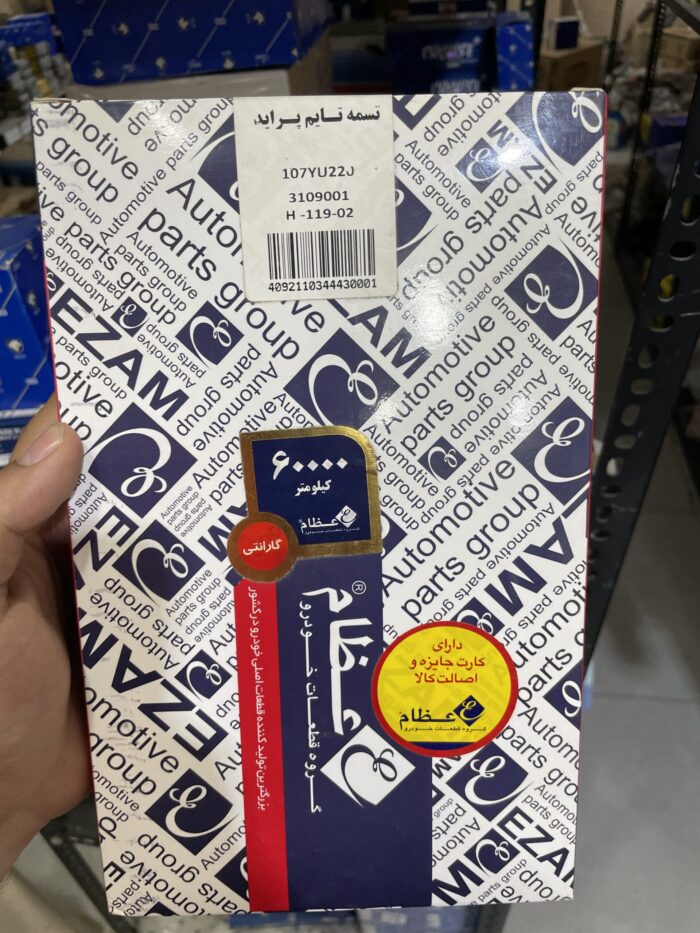 تسمه تایم پراید
107YU220
3109001
H -119-02
4092110344430001
EZAM
Automotive
parts group
۶۰۰۰۰
کیلومتر
عظام
گروه قطعات خودرو
گارانتی
عظام®
گروه قطعات خودرو
بزرگترین تولید کننده قطعات اصلی خودرو در کشور
دارای
کارت جایزه و
اصالت کالا
عظام
گروه قطعات خودرو